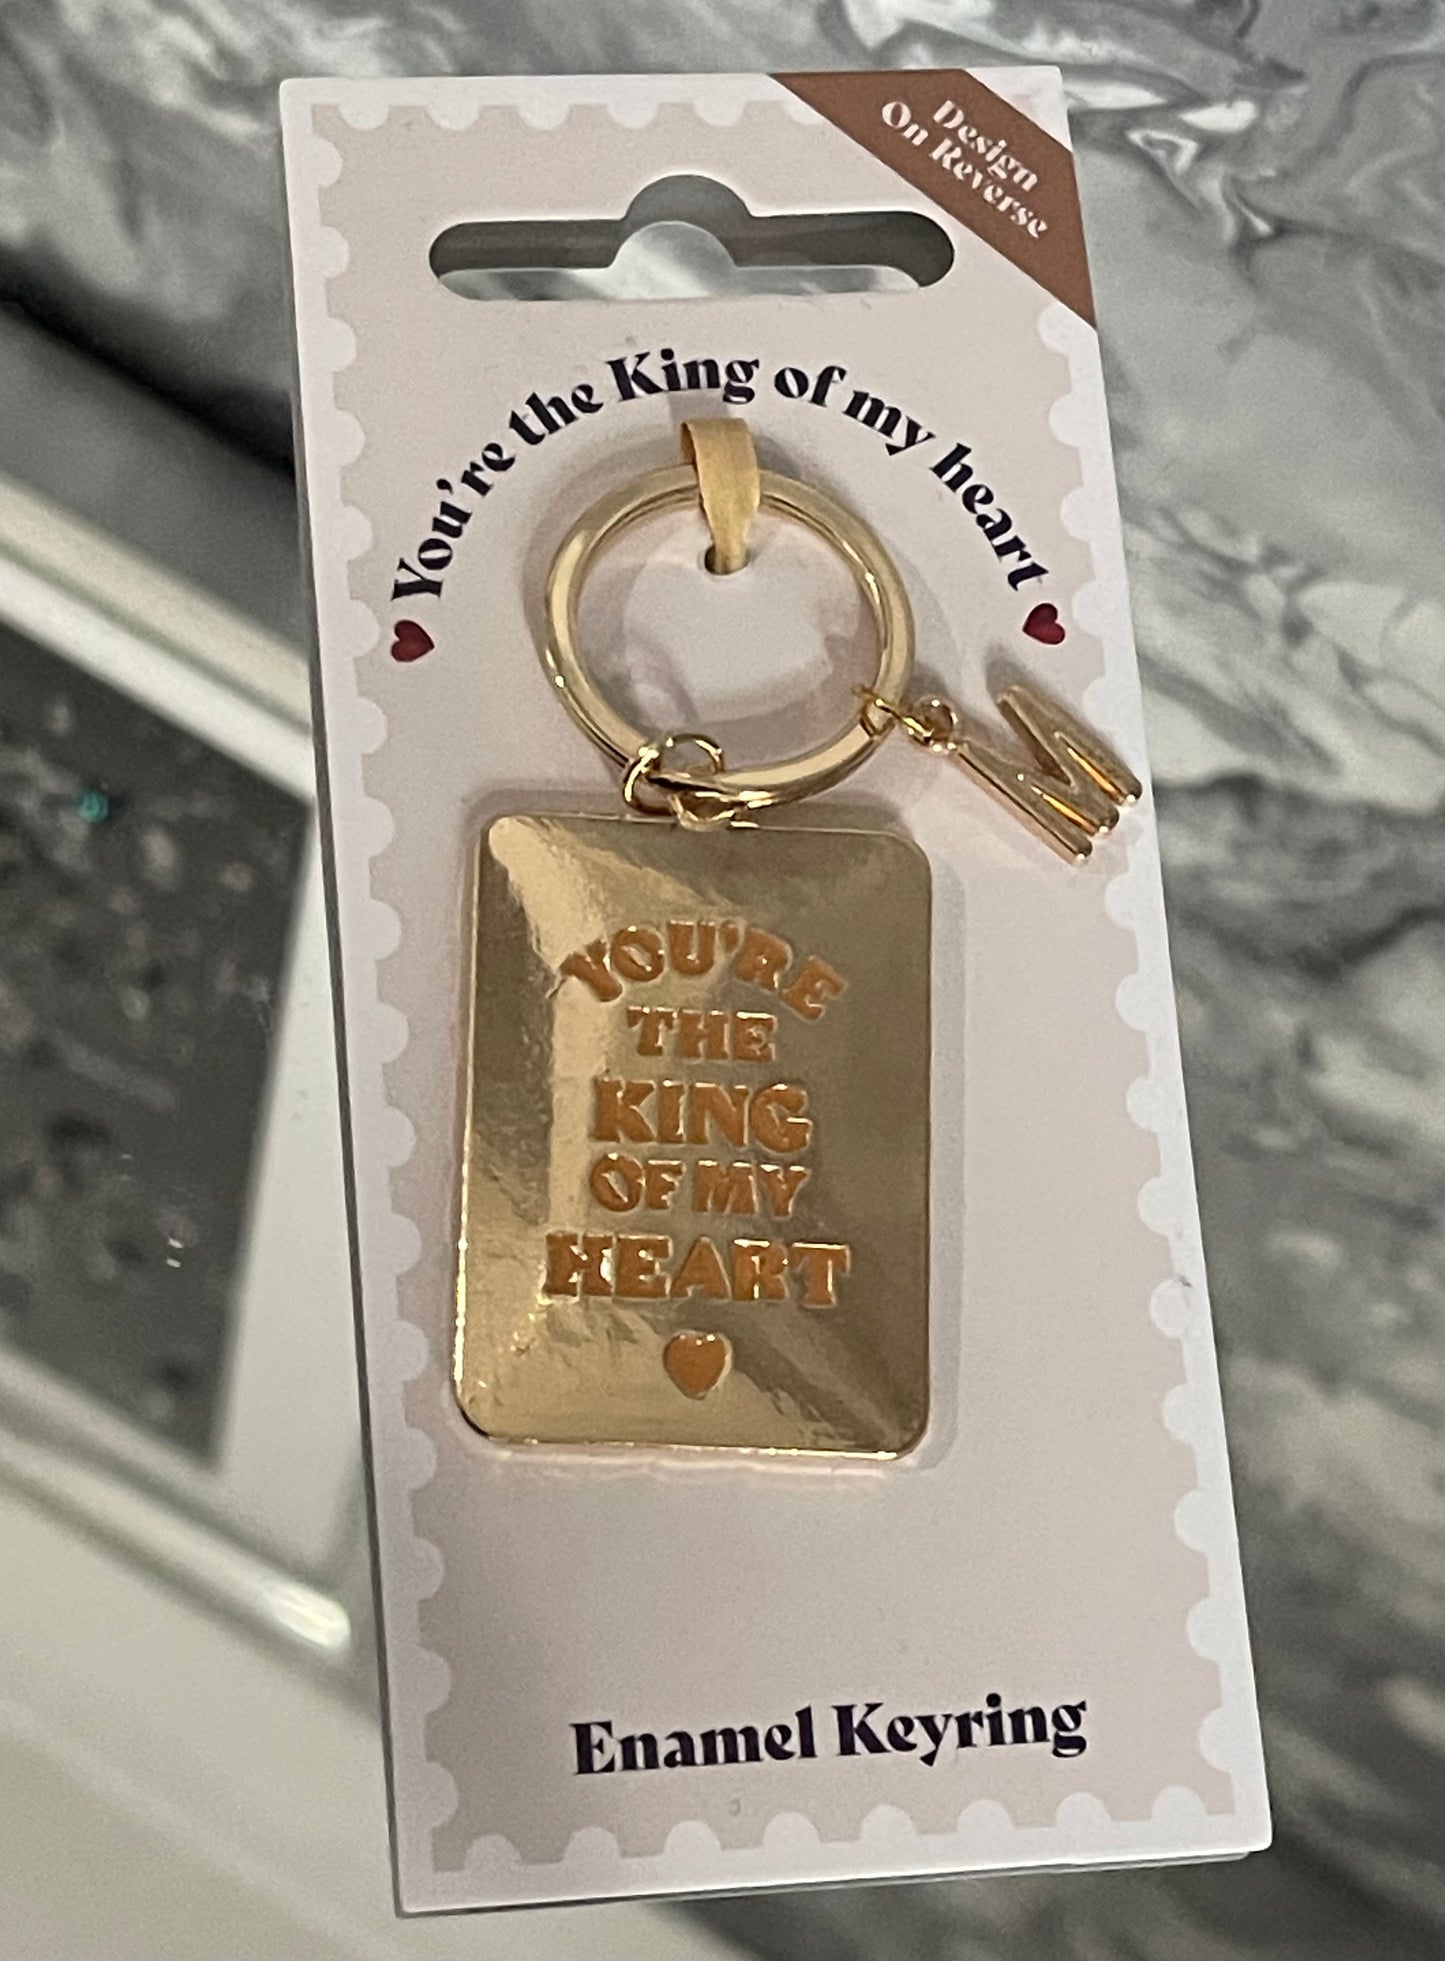 Design
On Reverse
You're the King of my heart
M
YOU'RE
THE
KING
OF MY
HEART
Enamel Keyring